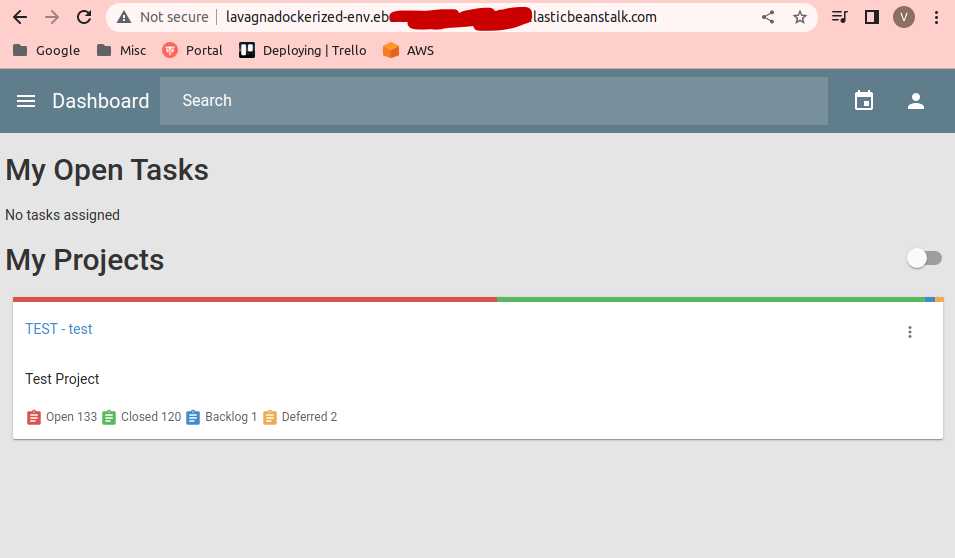 Not secure lavagnadockerized-env.eb lasticbeanstalk.com V
Google Misc Portal Deploying | Trello AWS
Dashboard Search
My Open Tasks
No tasks assigned
My Projects
TEST - test
Test Project
Open 133 Closed 120 Backlog 1 Deferred 2